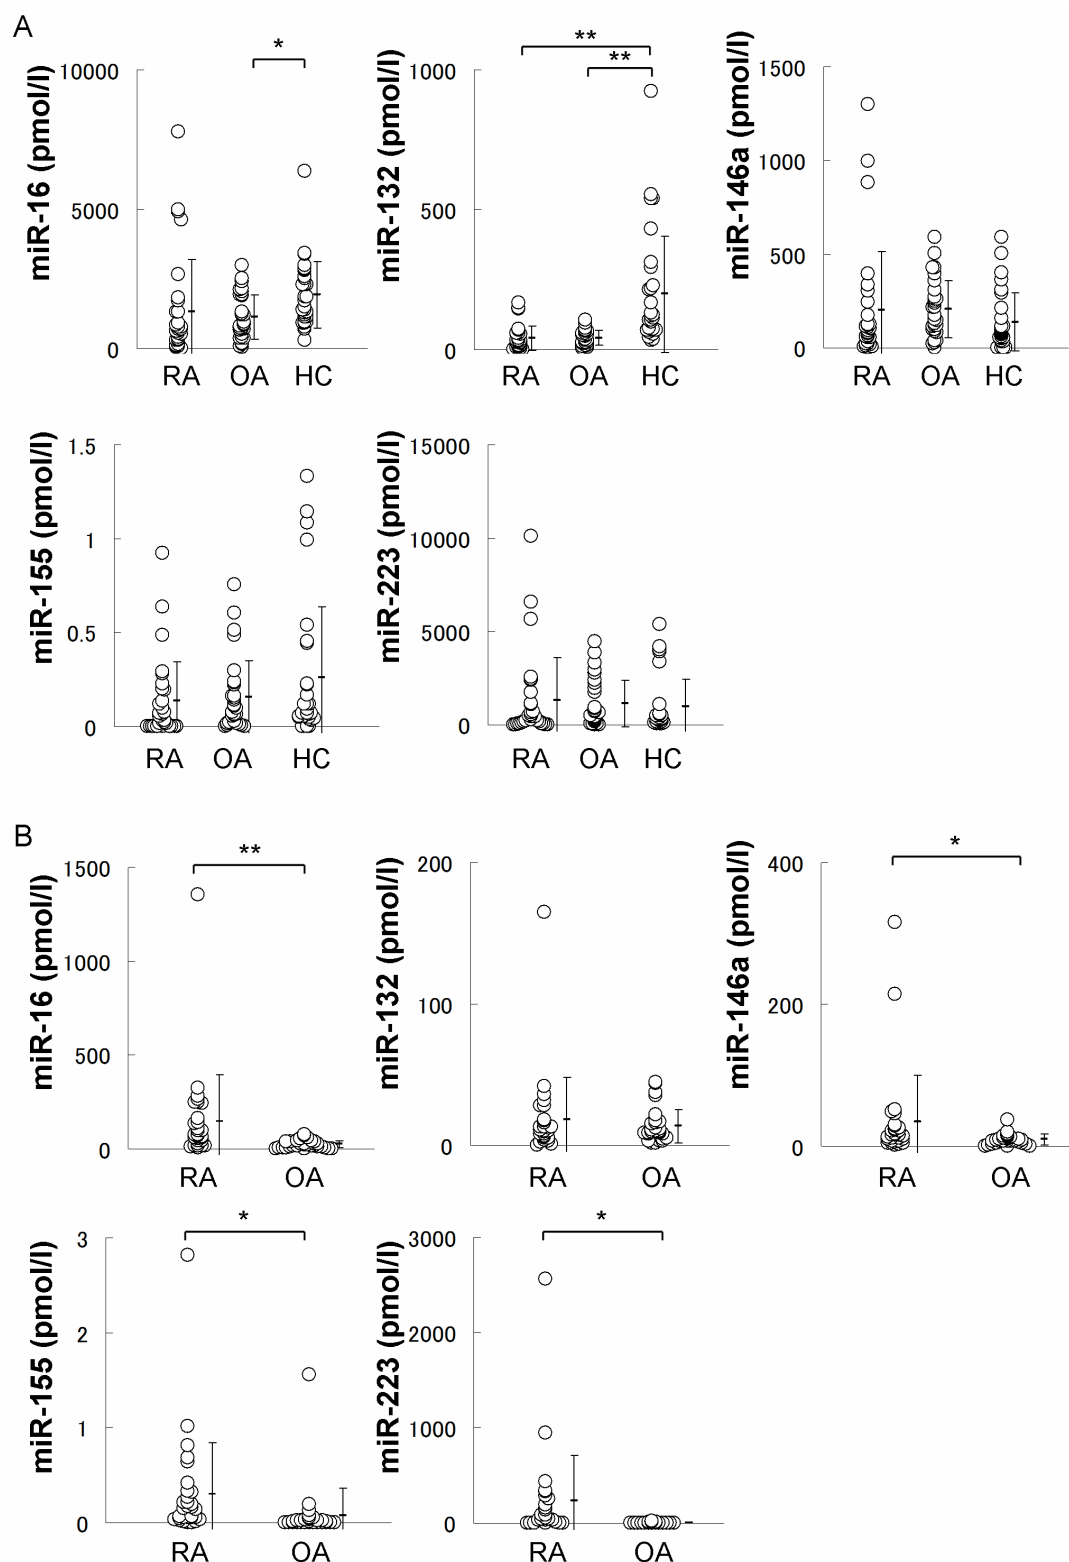 A
miR-16 (pmol/l)
10000
5000
0
*
RA OA HC
miR-132 (pmol/l)
1000
500
0
**
**
RA OA HC
miR-146a (pmol/l)
1500
1000
500
0
RA OA HC
miR-155 (pmol/l)
1.5
1
0.5
0
RA OA HC
miR-223 (pmol/l)
15000
10000
5000
0
RA OA HC
B
miR-16 (pmol/l)
1500
1000
500
0
**
RA OA
miR-132 (pmol/l)
200
100
0
RA OA
miR-146a (pmol/l)
400
200
0
*
RA OA
miR-155 (pmol/l)
3
2
1
0
*
RA OA
miR-223 (pmol/l)
3000
2000
1000
0
*
RA OA